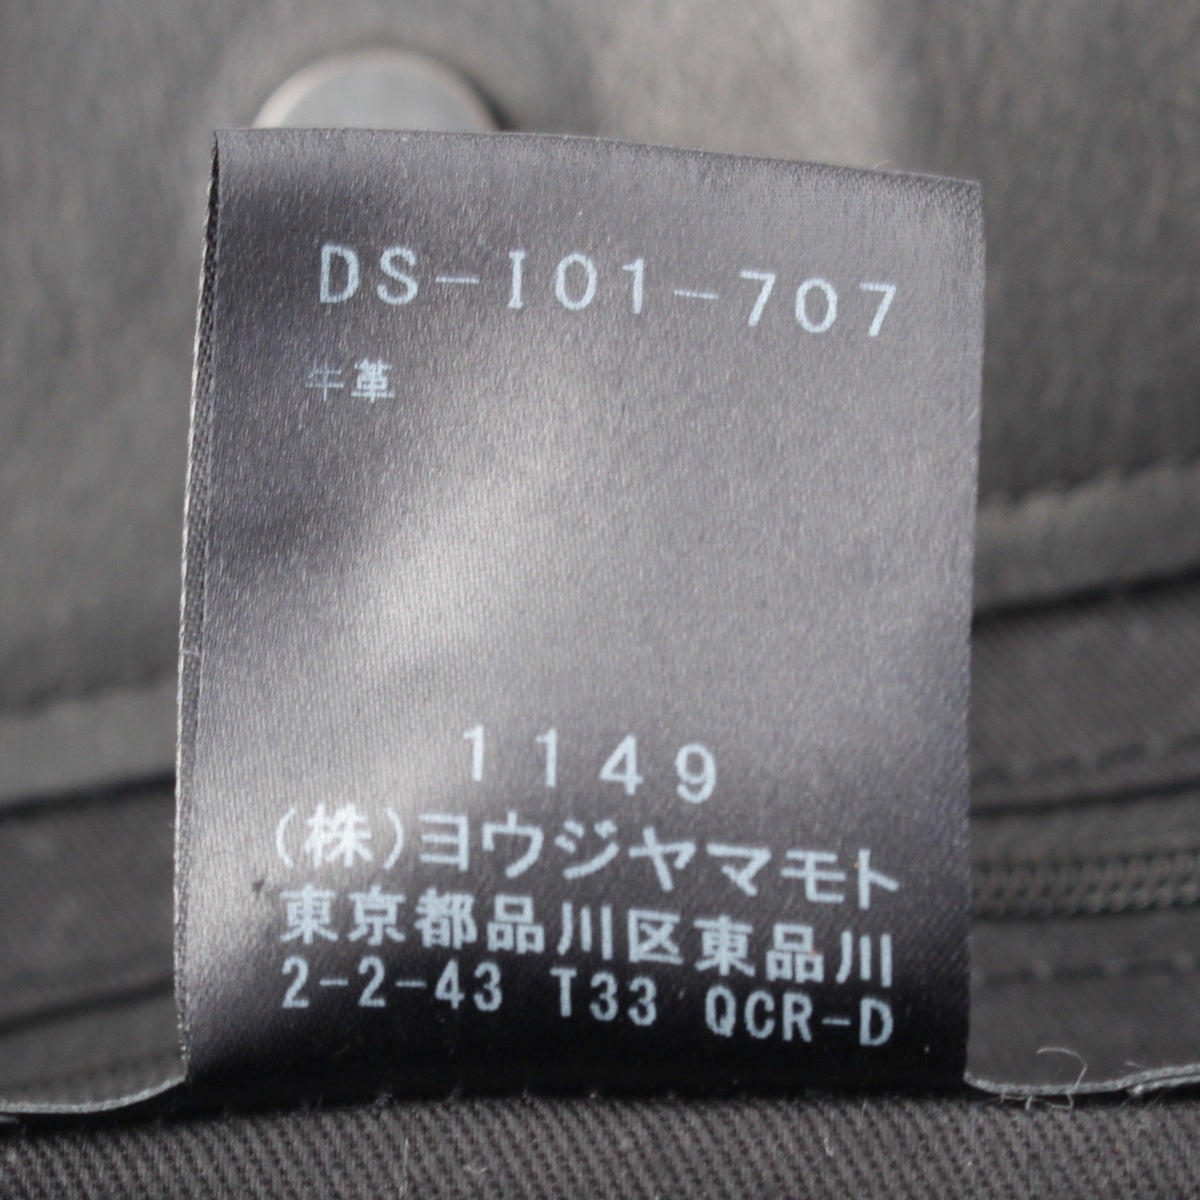 DS-I01-707
牛革
1149
(株)ヨウジヤマモト
東京都品川区東品川
2-2-43 T33 QCR-D